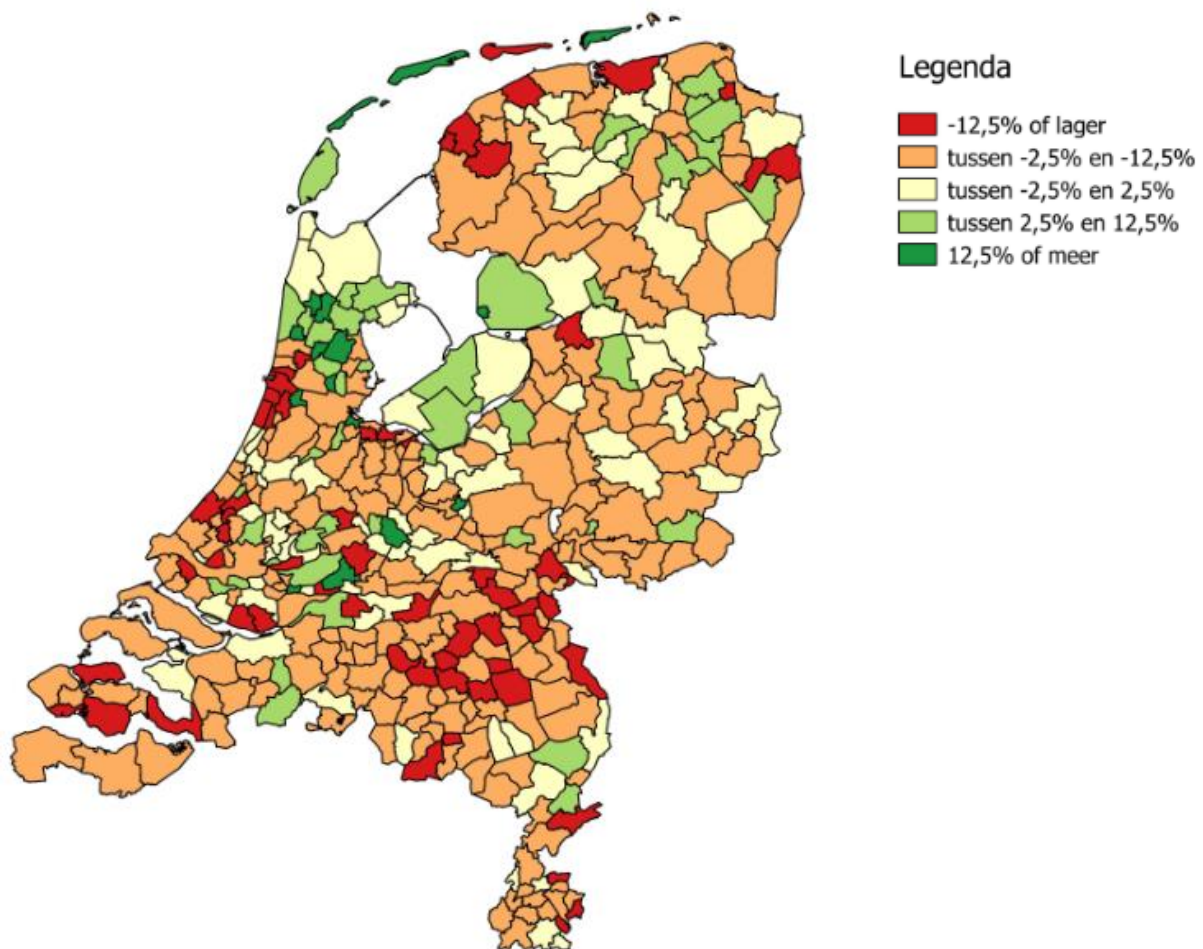 Legenda
-12,5% of lager
tussen -2,5% en -12,5%
tussen -2,5% en 2,5%
tussen 2,5% en 12,5%
12,5% of meer